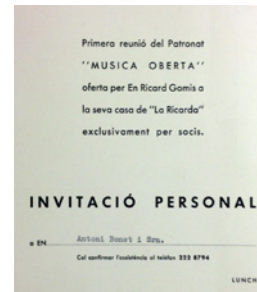 Primera reunió del Patronat
"MUSICA OBERTA"
oferta per En Ricard Gomis a
la seva casa de "La Ricarda"
exclusivament per socis.
INVITACIÓ PERSONAL
a EN Antoni Bonet i Sra.
Cal confirmar l'assistència al telèfon 222 8794
LUNCH